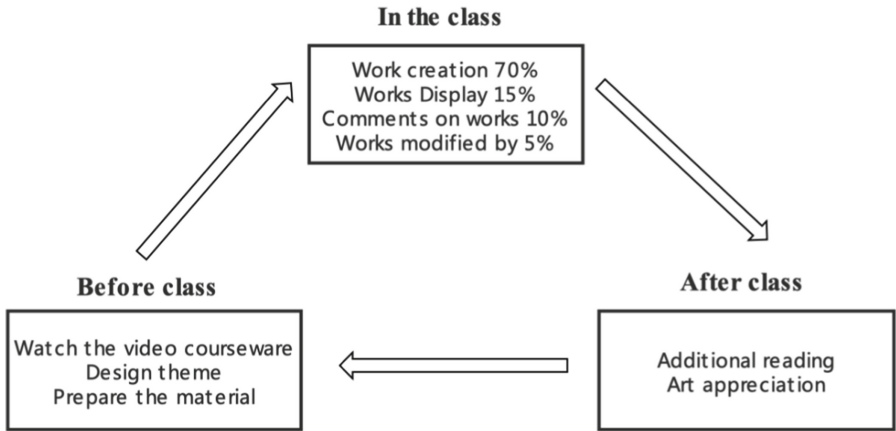 In the class
Work creation 70%
Works Display 15%
Comments on works 10%
Works modified by 5%
Before class
Watch the video courseware
Design theme
Prepare the material
After class
Additional reading
Art appreciation